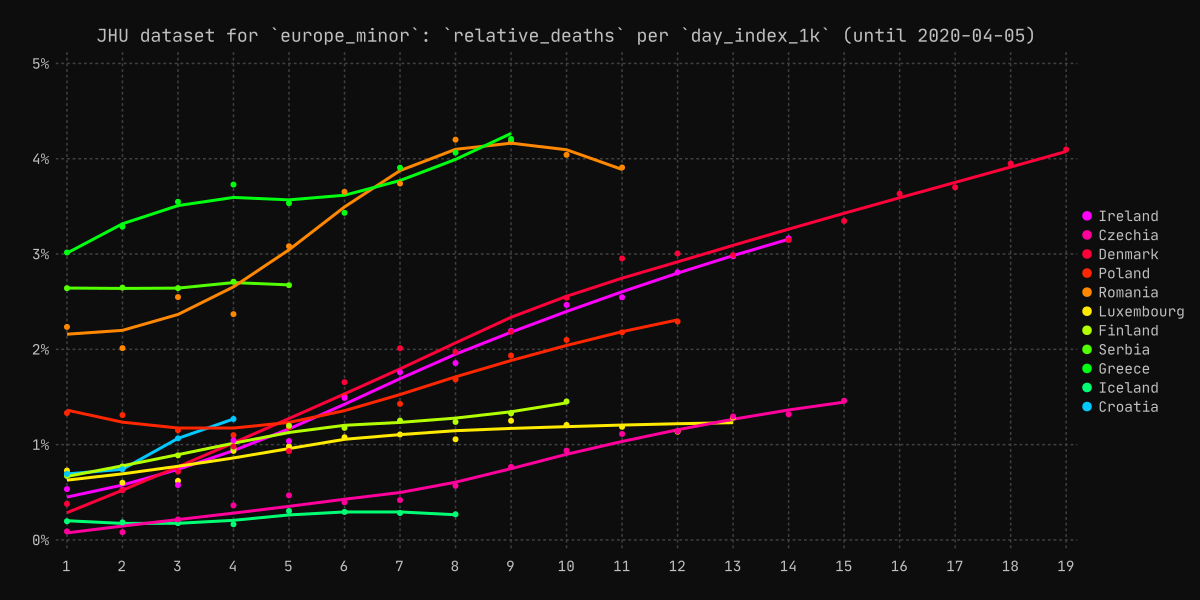 JHU dataset for `europe_minor`: `relative_deaths` per `day_index_1k` (until 2020-04-05)
5%
4%
3%
2%
1%
0%
1 2 3 4 5 6 7 8 9 10 11 12 13 14 15 16 17 18 19
Ireland
Czechia
Denmark
Poland
Romania
Luxembourg
Finland
Serbia
Greece
Iceland
Croatia